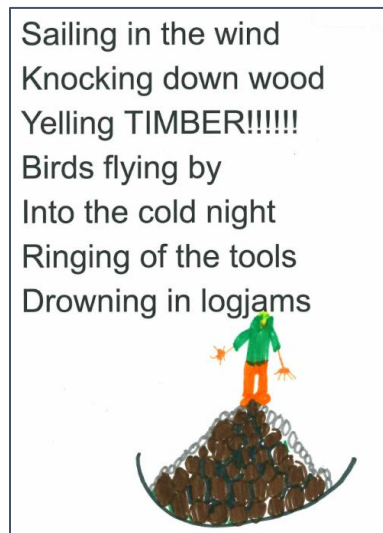 Sailing in the wind
Knocking down wood
Yelling TIMBER!!!!!!
Birds flying by
Into the cold night
Ringing of the tools
Drowning in logjams